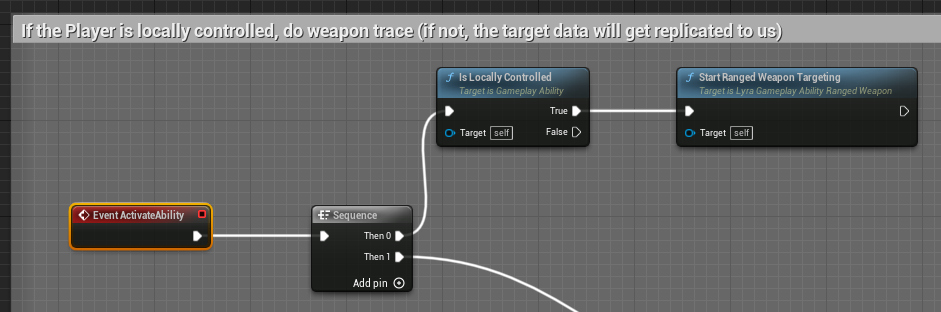 If the Player is locally controlled, do weapon trace (if not, the target data will get replicated to us)
Is Locally Controlled
Target is Gameplay Ability
True
Target self
False
Start Ranged Weapon Targeting
Target is Lyra Gameplay Ability Ranged Weapon
Target self
Event ActivateAbility
Sequence
Then 0
Then 1
Add pin